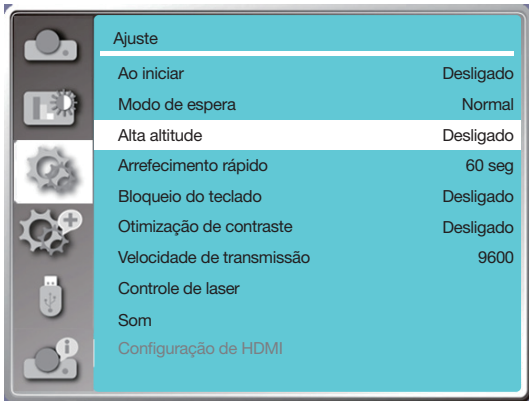 Ajuste
Ao iniciar Desligado
Modo de espera Normal
Alta altitude Desligado
Arrefecimento rápido 60 seg
Bloqueio do teclado Desligado
Otimização de contraste Desligado
Velocidade de transmissão 9600
Controle de laser
Som
Configuração de HDMI